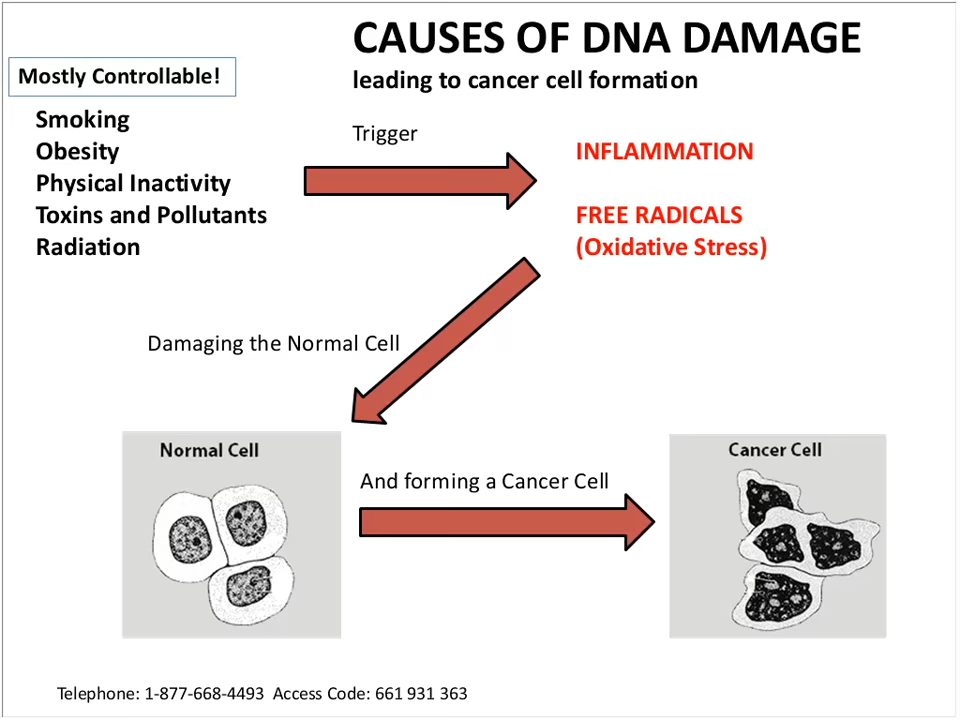 CAUSES OF DNA DAMAGE
leading to cancer cell formation
Mostly Controllable!
Smoking
Obesity
Physical Inactivity
Toxins and Pollutants
Radiation
Trigger
INFLAMMATION
FREE RADICALS
(Oxidative Stress)
Damaging the Normal Cell
Normal Cell
And forming a Cancer Cell
Cancer Cell
Telephone: 1-877-668-4493 Access Code: 661 931 363